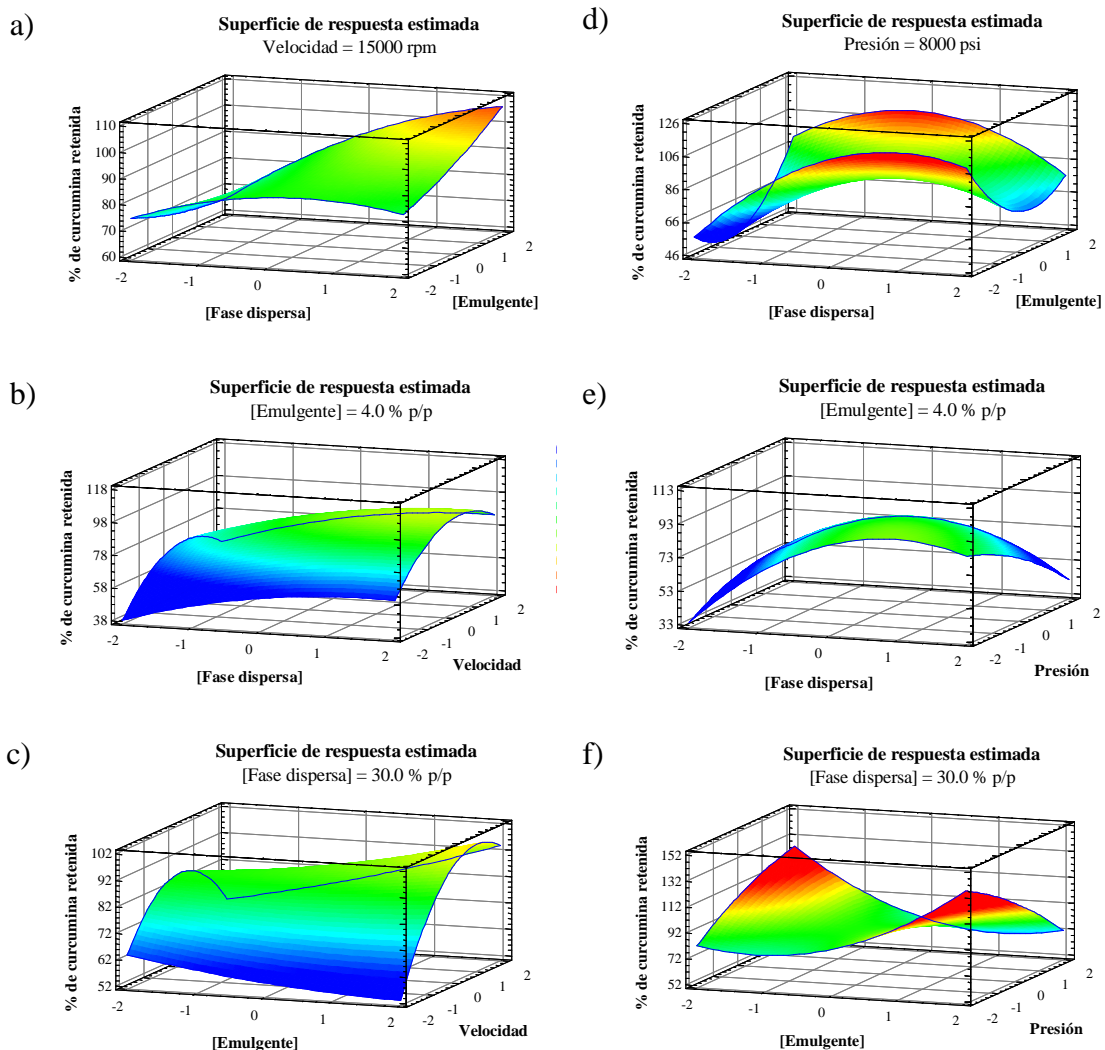 a)
Superficie de respuesta estimada
Velocidad = 15000 rpm
% de curcumina retenida
110
100
90
80
70
60
-2
-1
0
1
2
[Fase dispersa]
-2
-1
0
1
2
[Emulgente]
d)
Superficie de respuesta estimada
Presión = 8000 psi
% de curcumina retenida
126
106
86
66
46
-2
-1
0
1
2
[Fase dispersa]
-2
-1
0
1
2
[Emulgente]
b)
Superficie de respuesta estimada
[Emulgente] = 4.0 % p/p
% de curcumina retenida
118
98
78
58
38
-2
-1
0
1
2
[Fase dispersa]
-2
-1
0
1
2
Velocidad
e)
Superficie de respuesta estimada
[Emulgente] = 4.0 % p/p
% de curcumina retenida
113
93
73
53
33
-2
-1
0
1
2
[Fase dispersa]
-2
-1
0
1
2
Presión
c)
Superficie de respuesta estimada
[Fase dispersa] = 30.0 % p/p
% de curcumina retenida
102
92
82
72
62
52
-2
-1
0
1
2
[Emulgente]
-2
-1
0
1
2
Velocidad
f)
Superficie de respuesta estimada
[Fase dispersa] = 30.0 % p/p
% de curcumina retenida
152
132
112
92
72
52
-2
-1
0
1
2
[Emulgente]
-2
-1
0
1
2
Presión